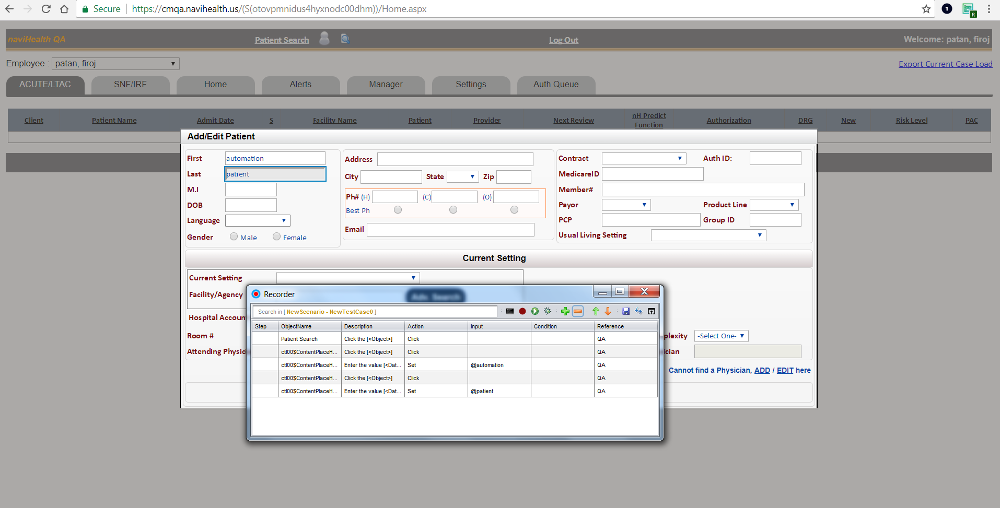 Secure https://cmqa.navihealth.us/(S(otovpmnidus4hyxnodc00dhm))/Home.aspx
1
R
naviHealth QA Patient Search Log Out Welcome: patan, firoj
Employee : patan, firoj Export Current Case Load
ACUTE/LTAC SNF/IRF Home Alerts Manager Settings Auth Queue
Client Patient Name Admit Date S Facility Name Patient Provider Next Review nH Predict Function Authorization DRG New Risk Level PAC
Add/Edit Patient
First automation
Last patient
M.I
DOB
Language
Gender Male Female
Address
City State Zip
Ph# (H) (C) (O)
Best Ph
Email
Contract Auth ID:
MedicareID
Member#
Payor Product Line
PCP Group ID
Usual Living Setting
Current Setting
Current Setting
Facility/Agency
Adv. Search
Hospital Accoun
Room # plexity -Select One-
Attending Physici cian
Cannot find a Physician, ADD / EDIT here
Recorder
Search in [ NewScenario - NewTestCase0 ]
Step ObjectName Description Action Input Condition Reference
Patient Search Click the [<Object>] Click QA
ctl00$ContentPlaceH... Click the [<Object>] Click QA
ctl00$ContentPlaceH... Enter the value [<Dat... Set @automation QA
ctl00$ContentPlaceH... Click the [<Object>] Click QA
ctl00$ContentPlaceH... Enter the value [<Dat... Set @patient QA